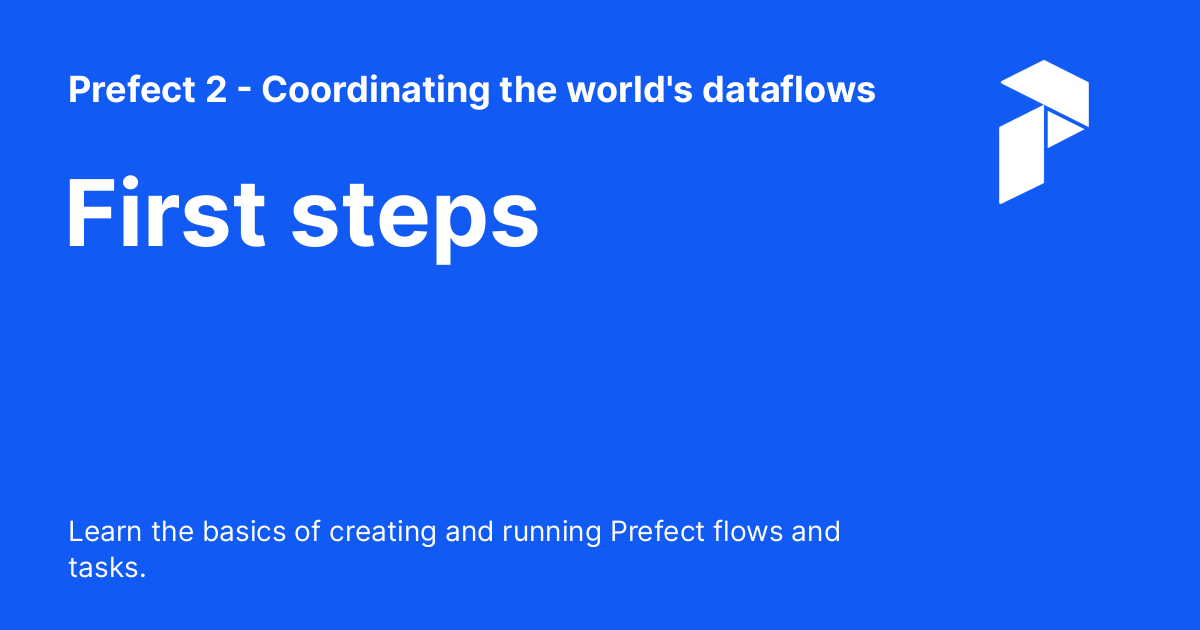 Prefect 2 - Coordinating the world's dataflows
First steps
Learn the basics of creating and running Prefect flows and
tasks.